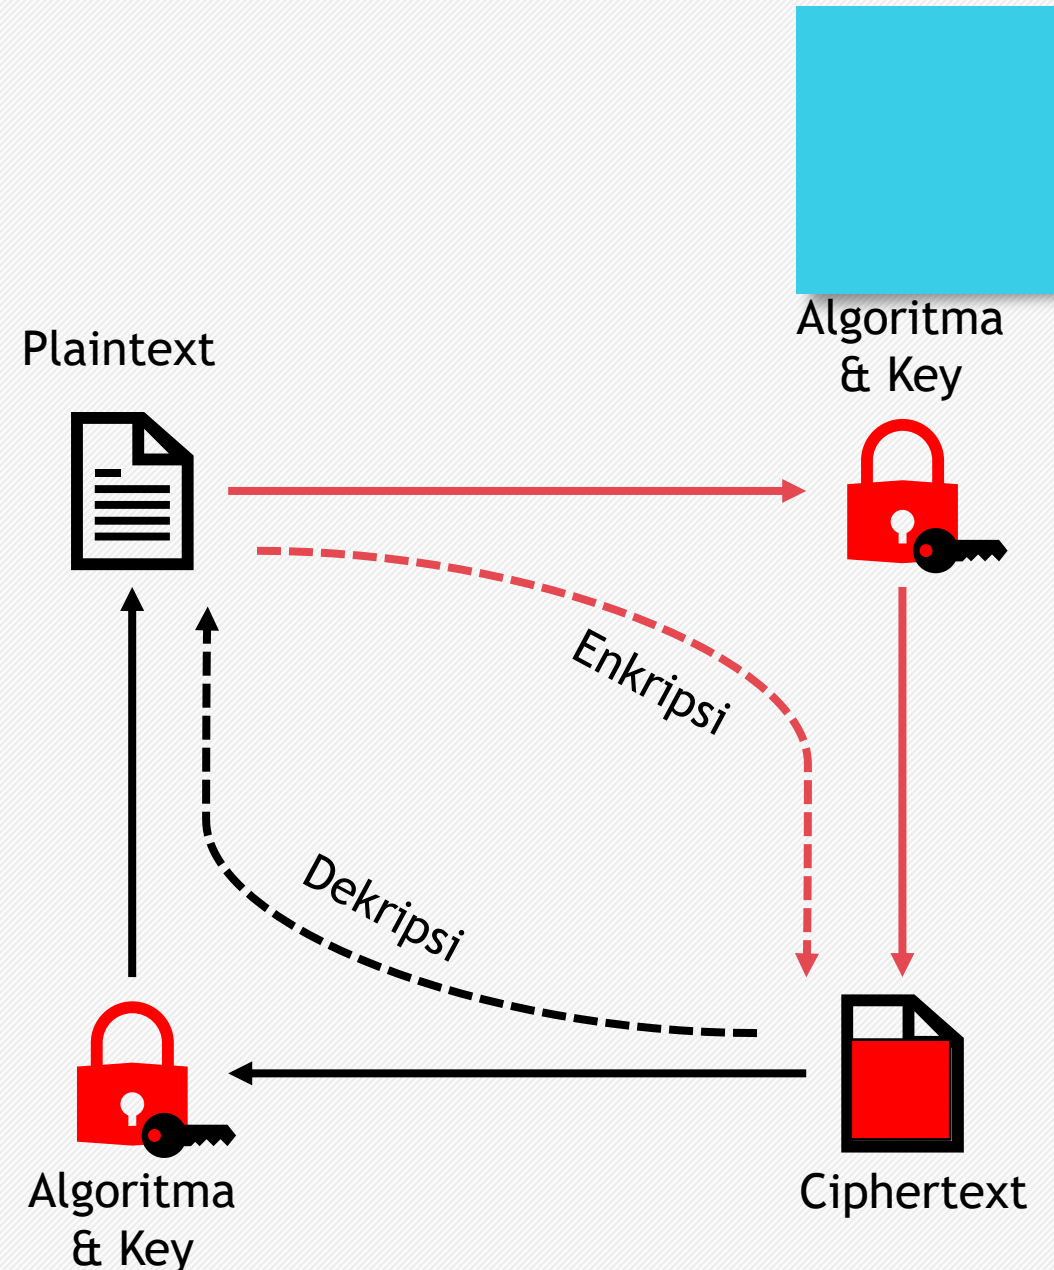 Plaintext
Algoritma
& Key
Enkripsi
Dekripsi
Algoritma
& Key
Ciphertext